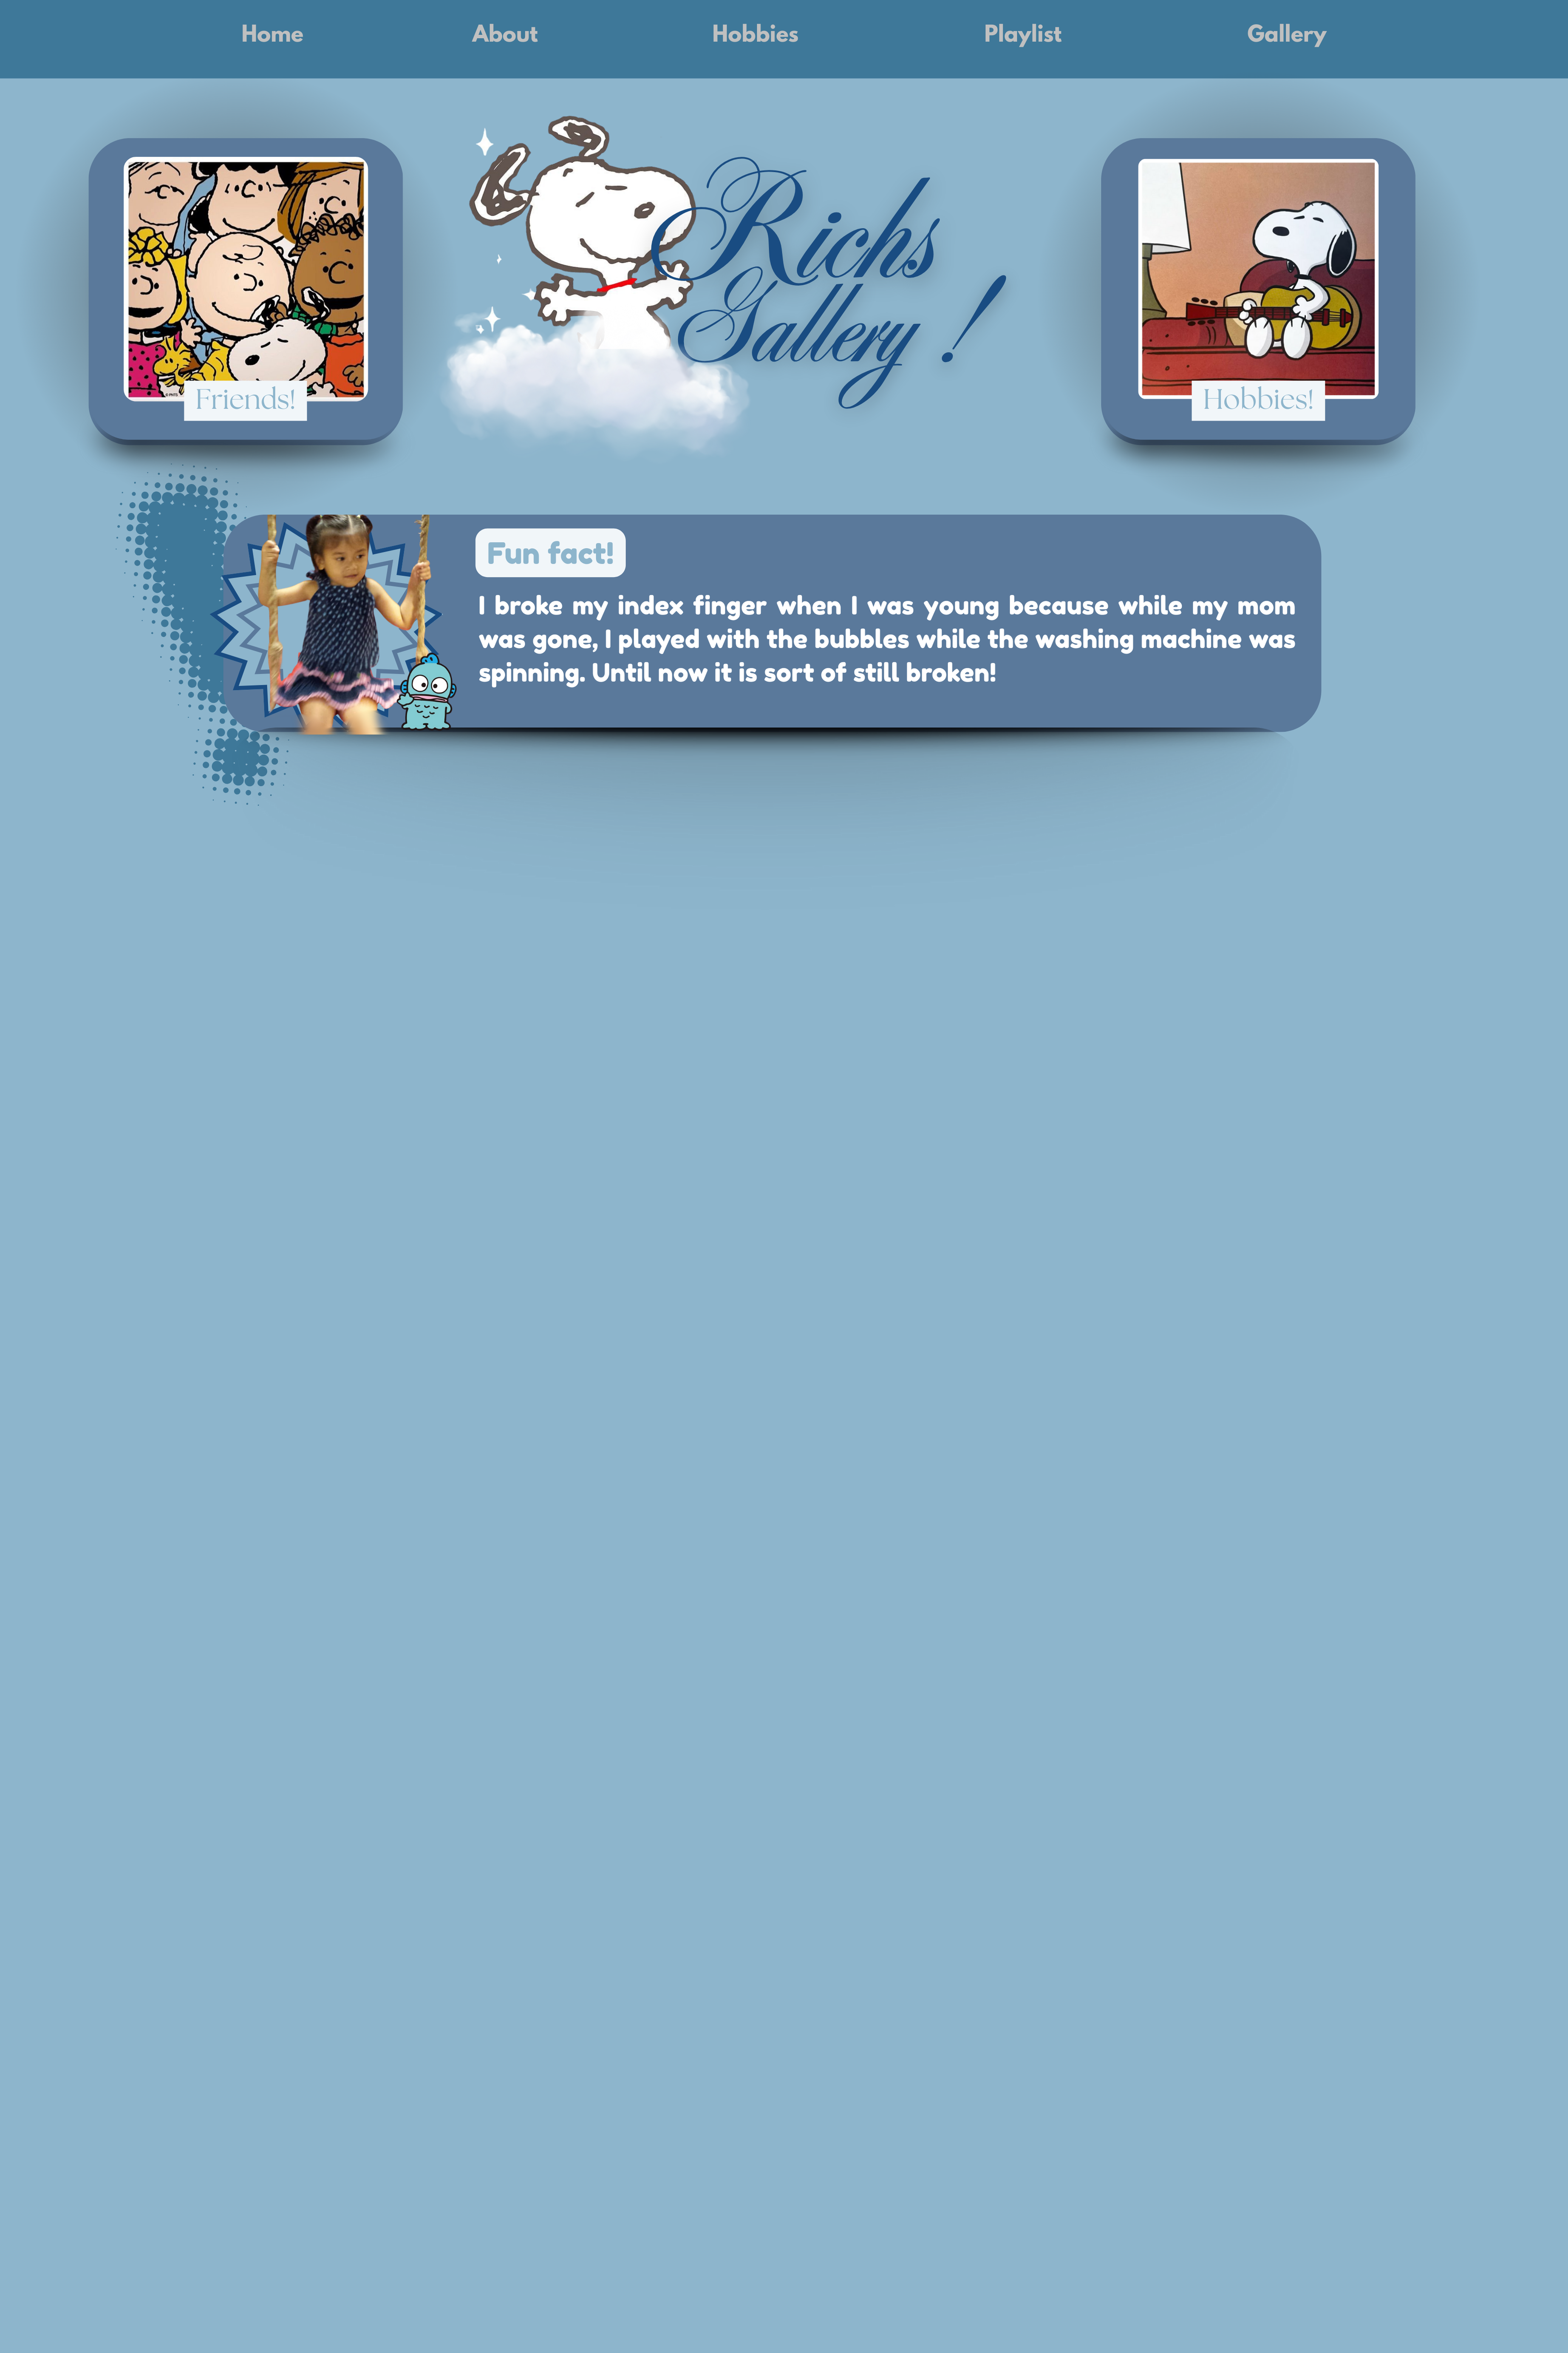 Home About Hobbies Playlist Gallery
Richs
Gallery !
Friends!
Hobbies!
Fun fact!
I broke my index finger when I was young because while my mom
was gone, I played with the bubbles while the washing machine was
spinning. Until now it is sort of still broken!